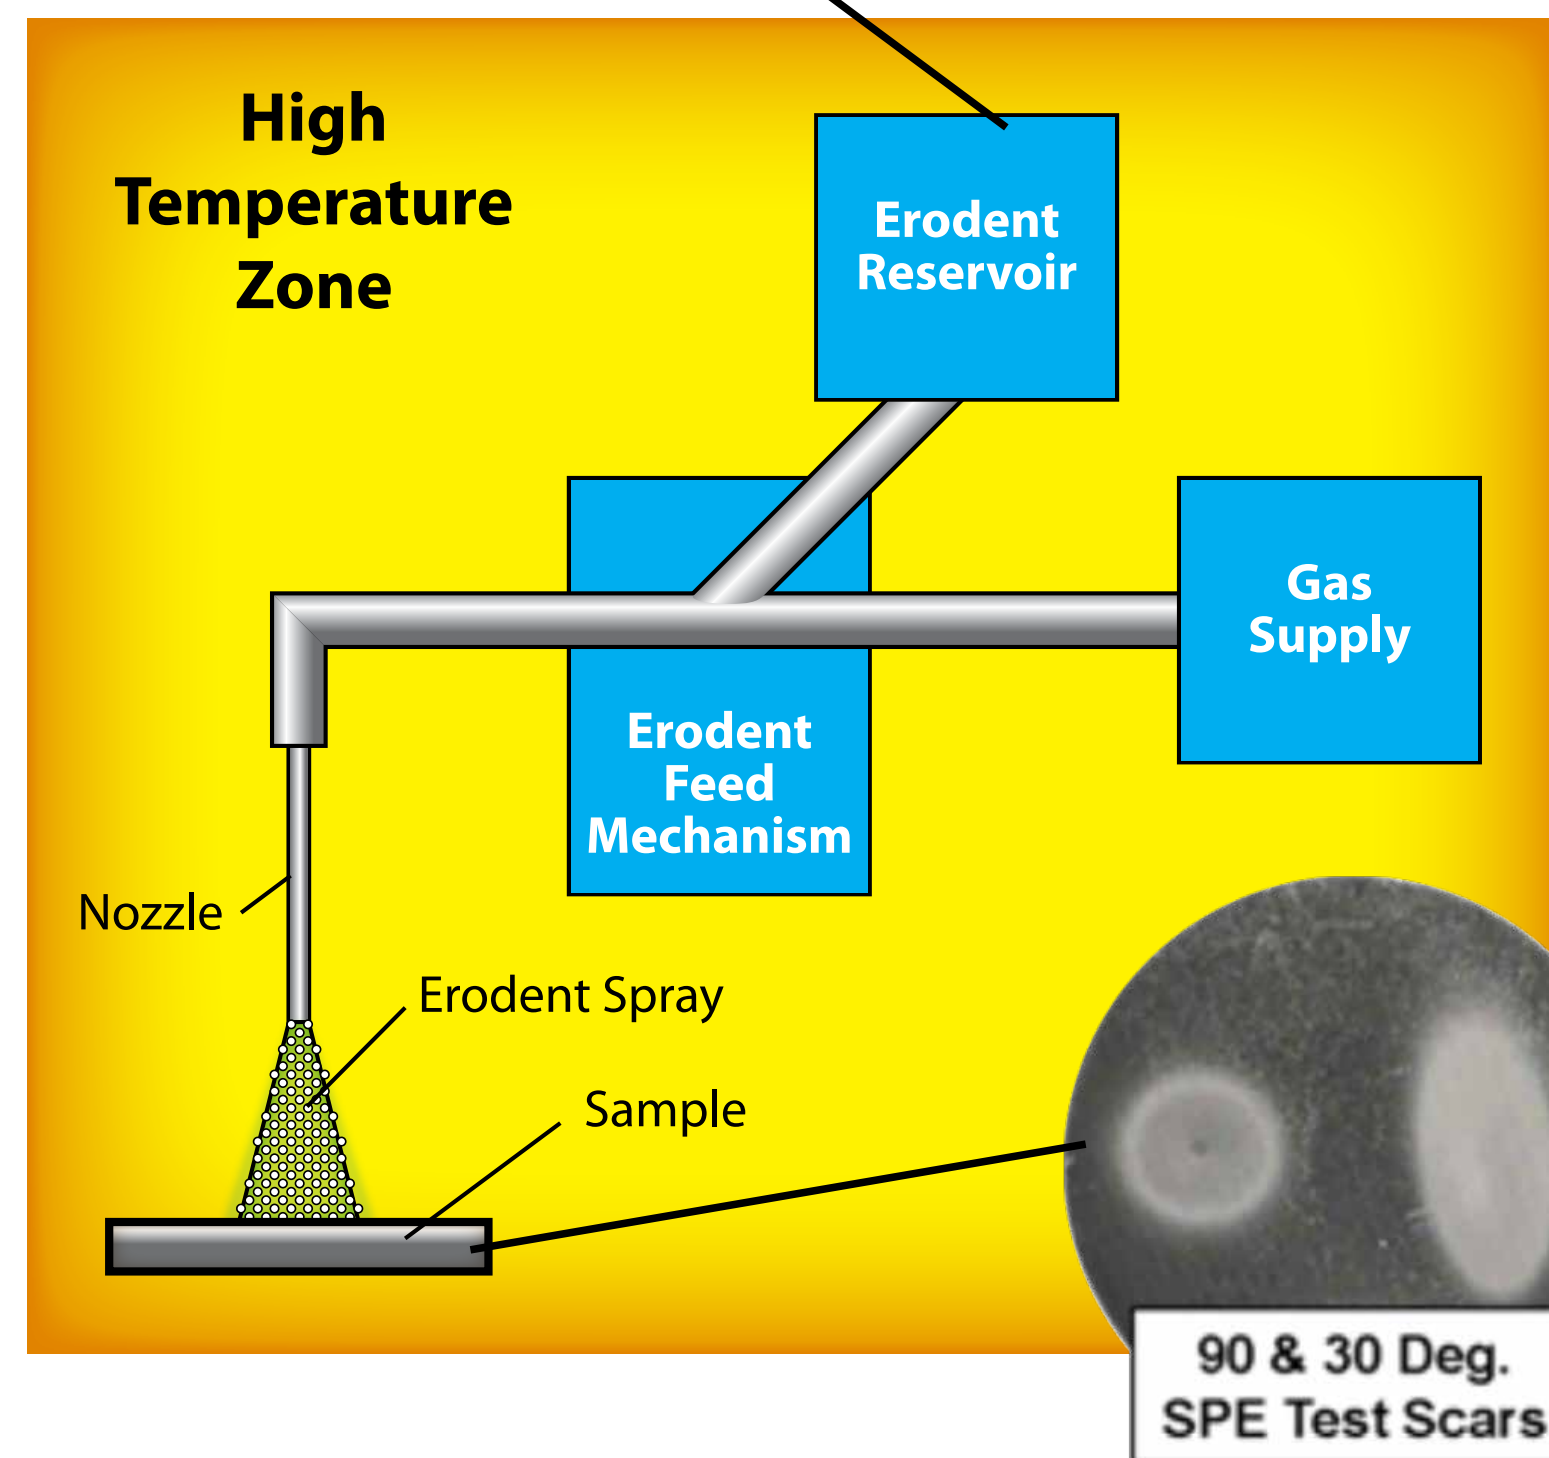 High
Temperature
Zone
Erodent
Reservoir
Gas
Supply
Erodent
Feed
Mechanism
Nozzle
Erodent Spray
Sample
90 & 30 Deg.
SPE Test Scars